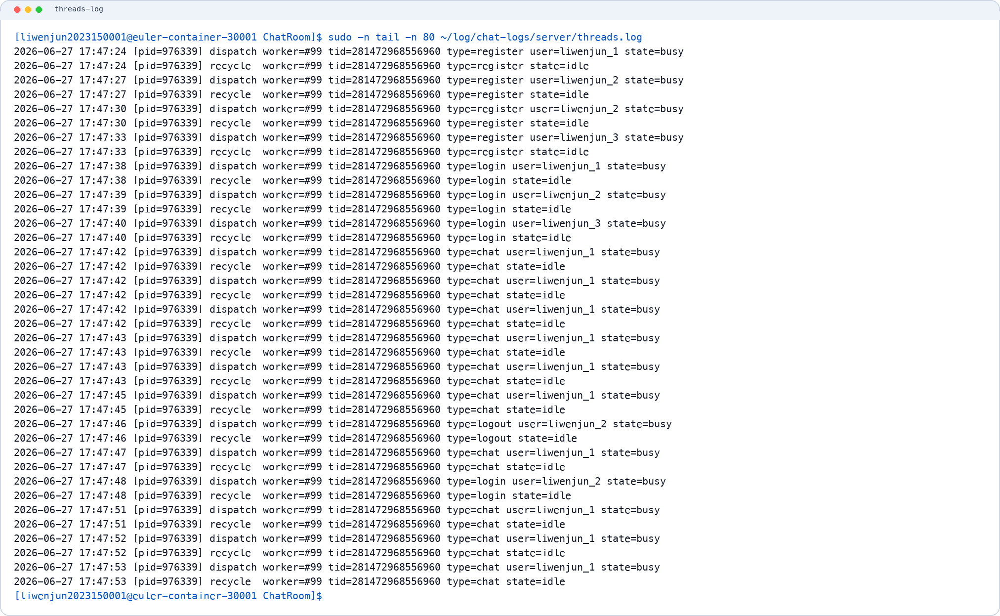 threads-log
[liwenjun2023150001@euler-container-30001 ChatRoom]$ sudo -n tail -n 80 ~/log/chat-logs/server/threads.log
2026-06-27 17:47:24 [pid=976339] dispatch worker=#99 tid=281472968556960 type=register user=liwenjun_1 state=busy
2026-06-27 17:47:24 [pid=976339] recycle  worker=#99 tid=281472968556960 type=register state=idle
2026-06-27 17:47:27 [pid=976339] dispatch worker=#99 tid=281472968556960 type=register user=liwenjun_2 state=busy
2026-06-27 17:47:27 [pid=976339] recycle  worker=#99 tid=281472968556960 type=register state=idle
2026-06-27 17:47:30 [pid=976339] dispatch worker=#99 tid=281472968556960 type=register user=liwenjun_2 state=busy
2026-06-27 17:47:30 [pid=976339] recycle  worker=#99 tid=281472968556960 type=register state=idle
2026-06-27 17:47:33 [pid=976339] dispatch worker=#99 tid=281472968556960 type=register user=liwenjun_3 state=busy
2026-06-27 17:47:33 [pid=976339] recycle  worker=#99 tid=281472968556960 type=register state=idle
2026-06-27 17:47:38 [pid=976339] dispatch worker=#99 tid=281472968556960 type=login user=liwenjun_1 state=busy
2026-06-27 17:47:38 [pid=976339] recycle  worker=#99 tid=281472968556960 type=login state=idle
2026-06-27 17:47:39 [pid=976339] dispatch worker=#99 tid=281472968556960 type=login user=liwenjun_2 state=busy
2026-06-27 17:47:39 [pid=976339] recycle  worker=#99 tid=281472968556960 type=login state=idle
2026-06-27 17:47:40 [pid=976339] dispatch worker=#99 tid=281472968556960 type=login user=liwenjun_3 state=busy
2026-06-27 17:47:40 [pid=976339] recycle  worker=#99 tid=281472968556960 type=login state=idle
2026-06-27 17:47:42 [pid=976339] dispatch worker=#99 tid=281472968556960 type=chat user=liwenjun_1 state=busy
2026-06-27 17:47:42 [pid=976339] recycle  worker=#99 tid=281472968556960 type=chat state=idle
2026-06-27 17:47:42 [pid=976339] dispatch worker=#99 tid=281472968556960 type=chat user=liwenjun_1 state=busy
2026-06-27 17:47:42 [pid=976339] recycle  worker=#99 tid=281472968556960 type=chat state=idle
2026-06-27 17:47:42 [pid=976339] dispatch worker=#99 tid=281472968556960 type=chat user=liwenjun_1 state=busy
2026-06-27 17:47:42 [pid=976339] recycle  worker=#99 tid=281472968556960 type=chat state=idle
2026-06-27 17:47:43 [pid=976339] dispatch worker=#99 tid=281472968556960 type=chat user=liwenjun_1 state=busy
2026-06-27 17:47:43 [pid=976339] recycle  worker=#99 tid=281472968556960 type=chat state=idle
2026-06-27 17:47:43 [pid=976339] dispatch worker=#99 tid=281472968556960 type=chat user=liwenjun_1 state=busy
2026-06-27 17:47:43 [pid=976339] recycle  worker=#99 tid=281472968556960 type=chat state=idle
2026-06-27 17:47:45 [pid=976339] dispatch worker=#99 tid=281472968556960 type=chat user=liwenjun_1 state=busy
2026-06-27 17:47:45 [pid=976339] recycle  worker=#99 tid=281472968556960 type=chat state=idle
2026-06-27 17:47:46 [pid=976339] dispatch worker=#99 tid=281472968556960 type=logout user=liwenjun_2 state=busy
2026-06-27 17:47:46 [pid=976339] recycle  worker=#99 tid=281472968556960 type=logout state=idle
2026-06-27 17:47:47 [pid=976339] dispatch worker=#99 tid=281472968556960 type=chat user=liwenjun_1 state=busy
2026-06-27 17:47:47 [pid=976339] recycle  worker=#99 tid=281472968556960 type=chat state=idle
2026-06-27 17:47:48 [pid=976339] dispatch worker=#99 tid=281472968556960 type=login user=liwenjun_2 state=busy
2026-06-27 17:47:48 [pid=976339] recycle  worker=#99 tid=281472968556960 type=login state=idle
2026-06-27 17:47:51 [pid=976339] dispatch worker=#99 tid=281472968556960 type=chat user=liwenjun_1 state=busy
2026-06-27 17:47:51 [pid=976339] recycle  worker=#99 tid=281472968556960 type=chat state=idle
2026-06-27 17:47:52 [pid=976339] dispatch worker=#99 tid=281472968556960 type=chat user=liwenjun_1 state=busy
2026-06-27 17:47:52 [pid=976339] recycle  worker=#99 tid=281472968556960 type=chat state=idle
2026-06-27 17:47:53 [pid=976339] dispatch worker=#99 tid=281472968556960 type=chat user=liwenjun_1 state=busy
2026-06-27 17:47:53 [pid=976339] recycle  worker=#99 tid=281472968556960 type=chat state=idle
[liwenjun2023150001@euler-container-30001 ChatRoom]$